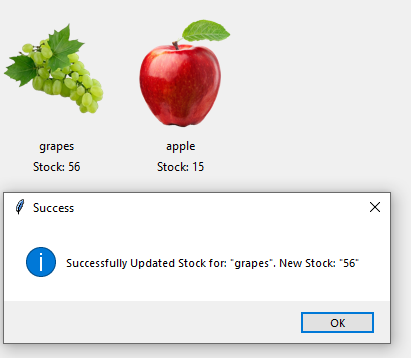 grapes apple
Stock: 56 Stock: 15
Success
Successfully Updated Stock for: "grapes". New Stock: "56"
OK